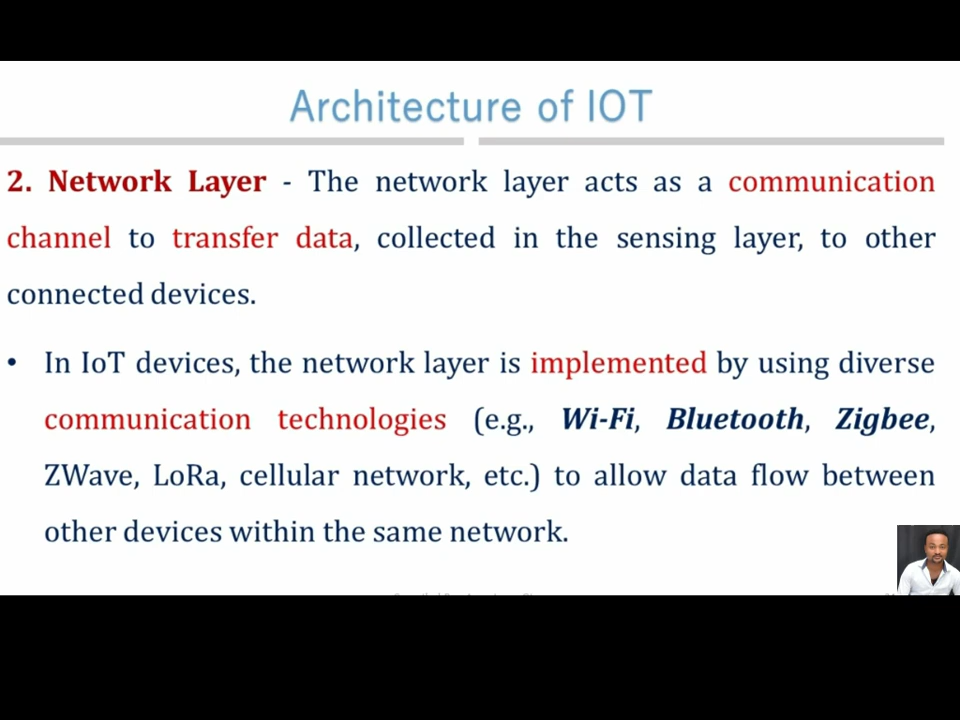 Architecture of IOT
2. Network Layer - The network layer acts as a communication
channel to transfer data, collected in the sensing layer, to other
connected devices.
• In IoT devices, the network layer is implemented by using diverse
communication technologies (e.g., Wi-Fi, Bluetooth, Zigbee,
ZWave, LoRa, cellular network, etc.) to allow data flow between
other devices within the same network.